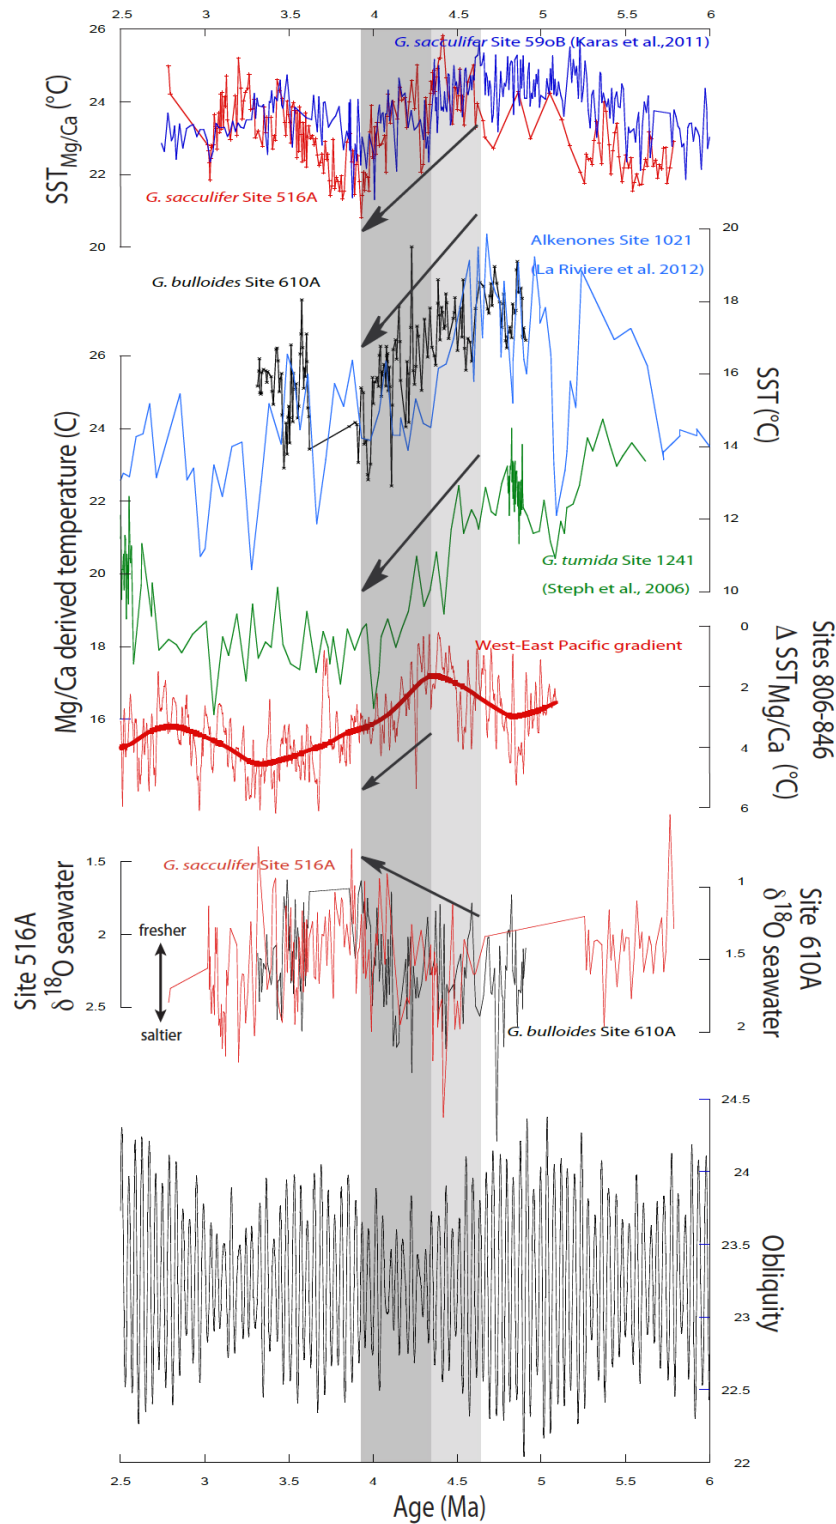 2.5 3 3.5 4 4.5 5 5.5 6
26
24
22
20
SST Mg/Ca (°C)
G. sacculifer Site 59oB (Karas et al.,2011)
G. sacculifer Site 516A
20
18
16
14
12
10
SST (°C)
Alkenones Site 1021
(La Riviere et al. 2012)
G. bulloides Site 610A
26
24
22
20
18
16
Mg/Ca derived temperature (C)
G. tumida Site 1241
(Steph et al., 2006)
West-East Pacific gradient
0
2
4
6
Sites 806-846
Δ SST Mg/Ca (°C)
1.5
2
2.5
Site 516A
δ18O seawater
fresher
saltier
G. sacculifer Site 516A
1
1.5
2
Site 610A
δ18O seawater
G. bulloides Site 610A
24.5
24
23.5
23
22.5
22
Obliquity
2.5 3 3.5 4 4.5 5 5.5 6
Age (Ma)